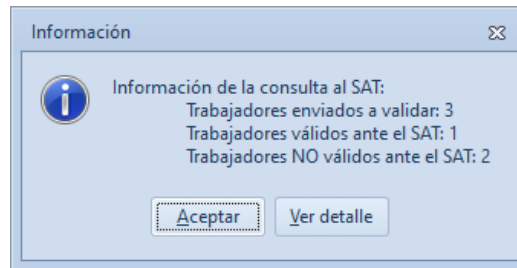 Información
Información de la consulta al SAT:
Trabajadores enviados a validar: 3
Trabajadores válidos ante el SAT: 1
Trabajadores NO válidos ante el SAT: 2
Aceptar Ver detalle